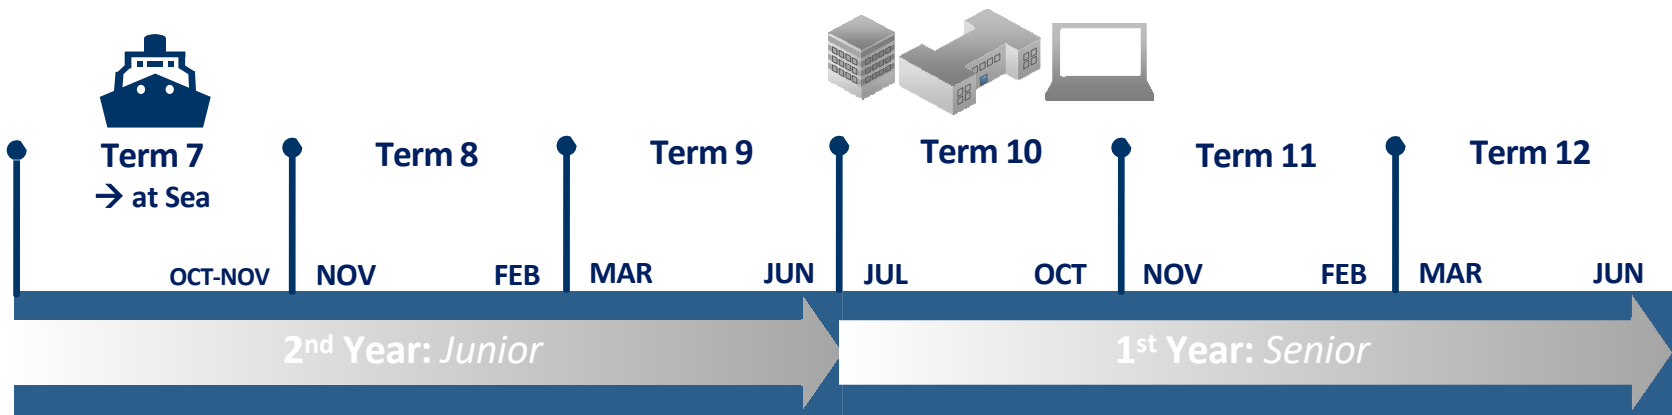 Term 7
→ at Sea
Term 8
Term 9
Term 10
Term 11
Term 12
OCT-NOV
NOV
FEB
MAR
JUN
JUL
OCT
NOV
FEB
MAR
JUN
2nd Year: Junior
1st Year: Senior